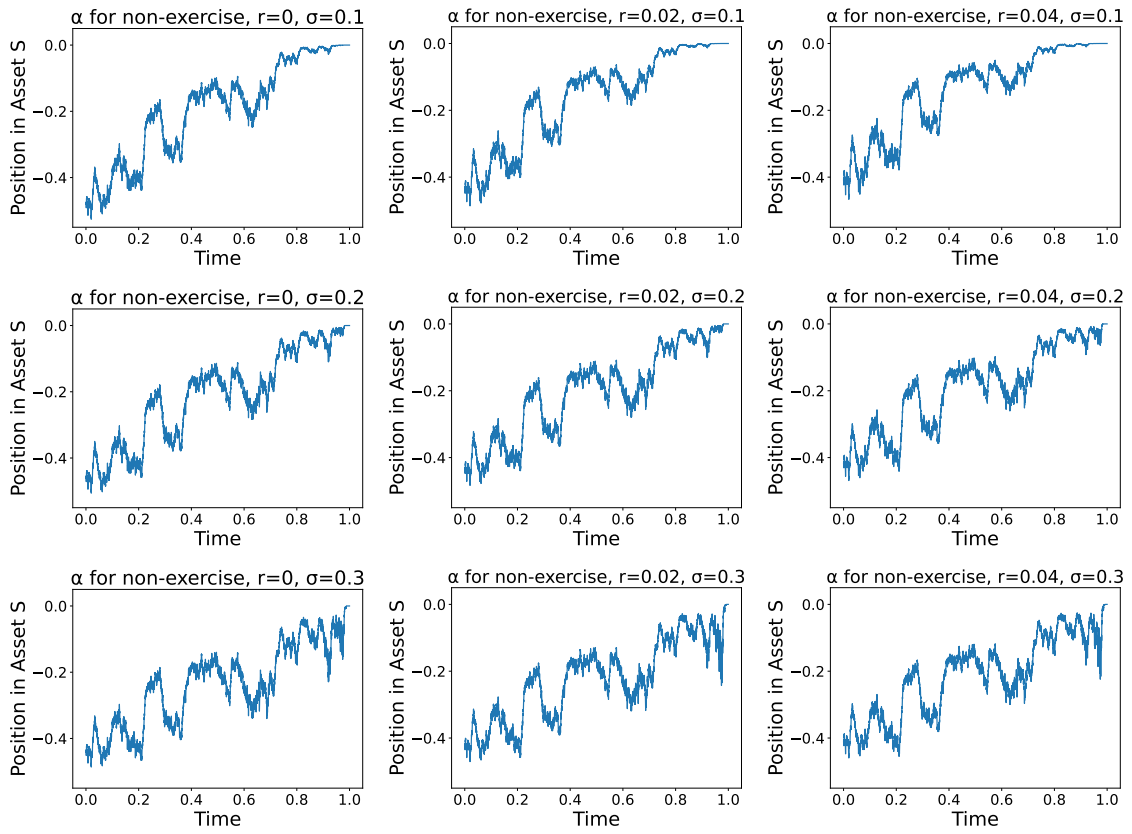 α for non-exercise, r=0, σ=0.1
Position in Asset S
0.0
−0.2
−0.4
0.0 0.2 0.4 0.6 0.8 1.0
Time
α for non-exercise, r=0.02, σ=0.1
Position in Asset S
0.0
−0.2
−0.4
0.0 0.2 0.4 0.6 0.8 1.0
Time
α for non-exercise, r=0.04, σ=0.1
Position in Asset S
0.0
−0.2
−0.4
0.0 0.2 0.4 0.6 0.8 1.0
Time
α for non-exercise, r=0, σ=0.2
Position in Asset S
0.0
−0.2
−0.4
0.0 0.2 0.4 0.6 0.8 1.0
Time
α for non-exercise, r=0.02, σ=0.2
Position in Asset S
0.0
−0.2
−0.4
0.0 0.2 0.4 0.6 0.8 1.0
Time
α for non-exercise, r=0.04, σ=0.2
Position in Asset S
0.0
−0.2
−0.4
0.0 0.2 0.4 0.6 0.8 1.0
Time
α for non-exercise, r=0, σ=0.3
Position in Asset S
0.0
−0.2
−0.4
0.0 0.2 0.4 0.6 0.8 1.0
Time
α for non-exercise, r=0.02, σ=0.3
Position in Asset S
0.0
−0.2
−0.4
0.0 0.2 0.4 0.6 0.8 1.0
Time
α for non-exercise, r=0.04, σ=0.3
Position in Asset S
0.0
−0.2
−0.4
0.0 0.2 0.4 0.6 0.8 1.0
Time